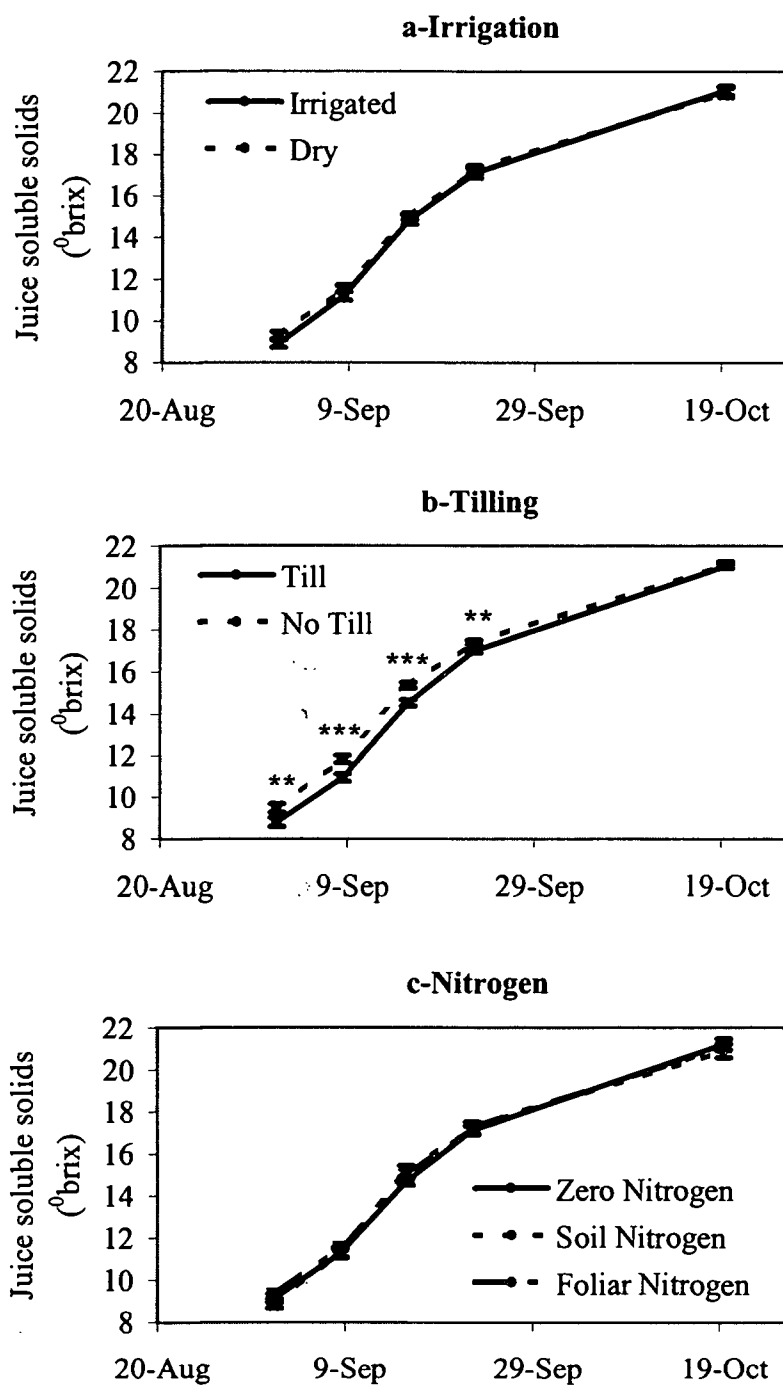 a-Irrigation
Juice soluble solids
(⁰brix)
22
20
18
16
14
12
10
8
Irrigated
Dry
20-Aug 9-Sep 29-Sep 19-Oct
b-Tilling
Juice soluble solids
(⁰brix)
22
20
18
16
14
12
10
8
Till
No Till
** *** *** **
20-Aug 9-Sep 29-Sep 19-Oct
c-Nitrogen
Juice soluble solids
(⁰brix)
22
20
18
16
14
12
10
8
Zero Nitrogen
Soil Nitrogen
Foliar Nitrogen
20-Aug 9-Sep 29-Sep 19-Oct